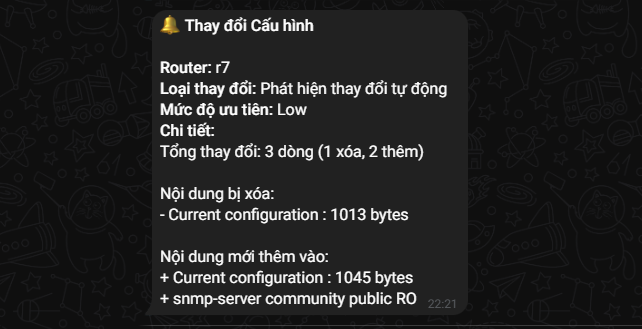 🔔 Thay đổi Cấu hình
Router: r7
Loại thay đổi: Phát hiện thay đổi tự động
Mức độ ưu tiên: Low
Chi tiết:
Tổng thay đổi: 3 dòng (1 xóa, 2 thêm)
Nội dung bị xóa:
- Current configuration : 1013 bytes
Nội dung mới thêm vào:
+ Current configuration : 1045 bytes
+ snmp-server community public RO
22:21